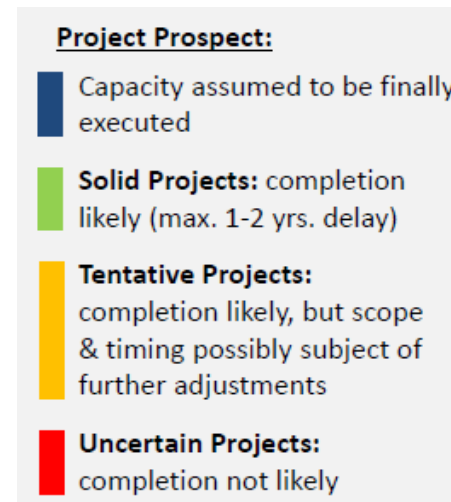 Project Prospect:
Capacity assumed to be finally
executed
Solid Projects: completion
likely (max. 1-2 yrs. delay)
Tentative Projects:
completion likely, but scope
& timing possibly subject of
further adjustments
Uncertain Projects:
completion not likely